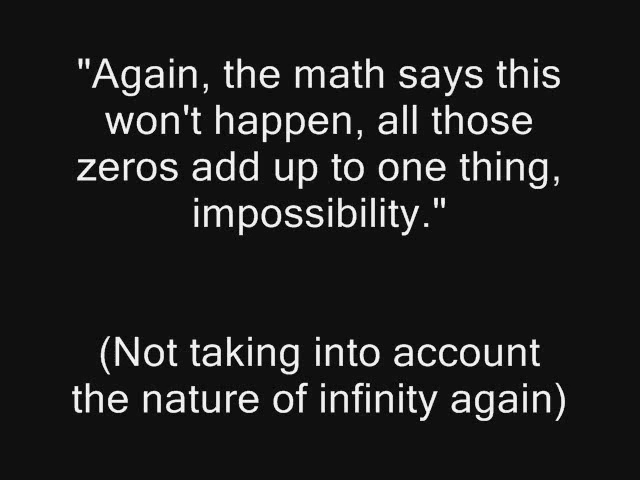 "Again, the math says this
won't happen, all those
zeros add up to one thing,
impossibility."
(Not taking into account
the nature of infinity again)